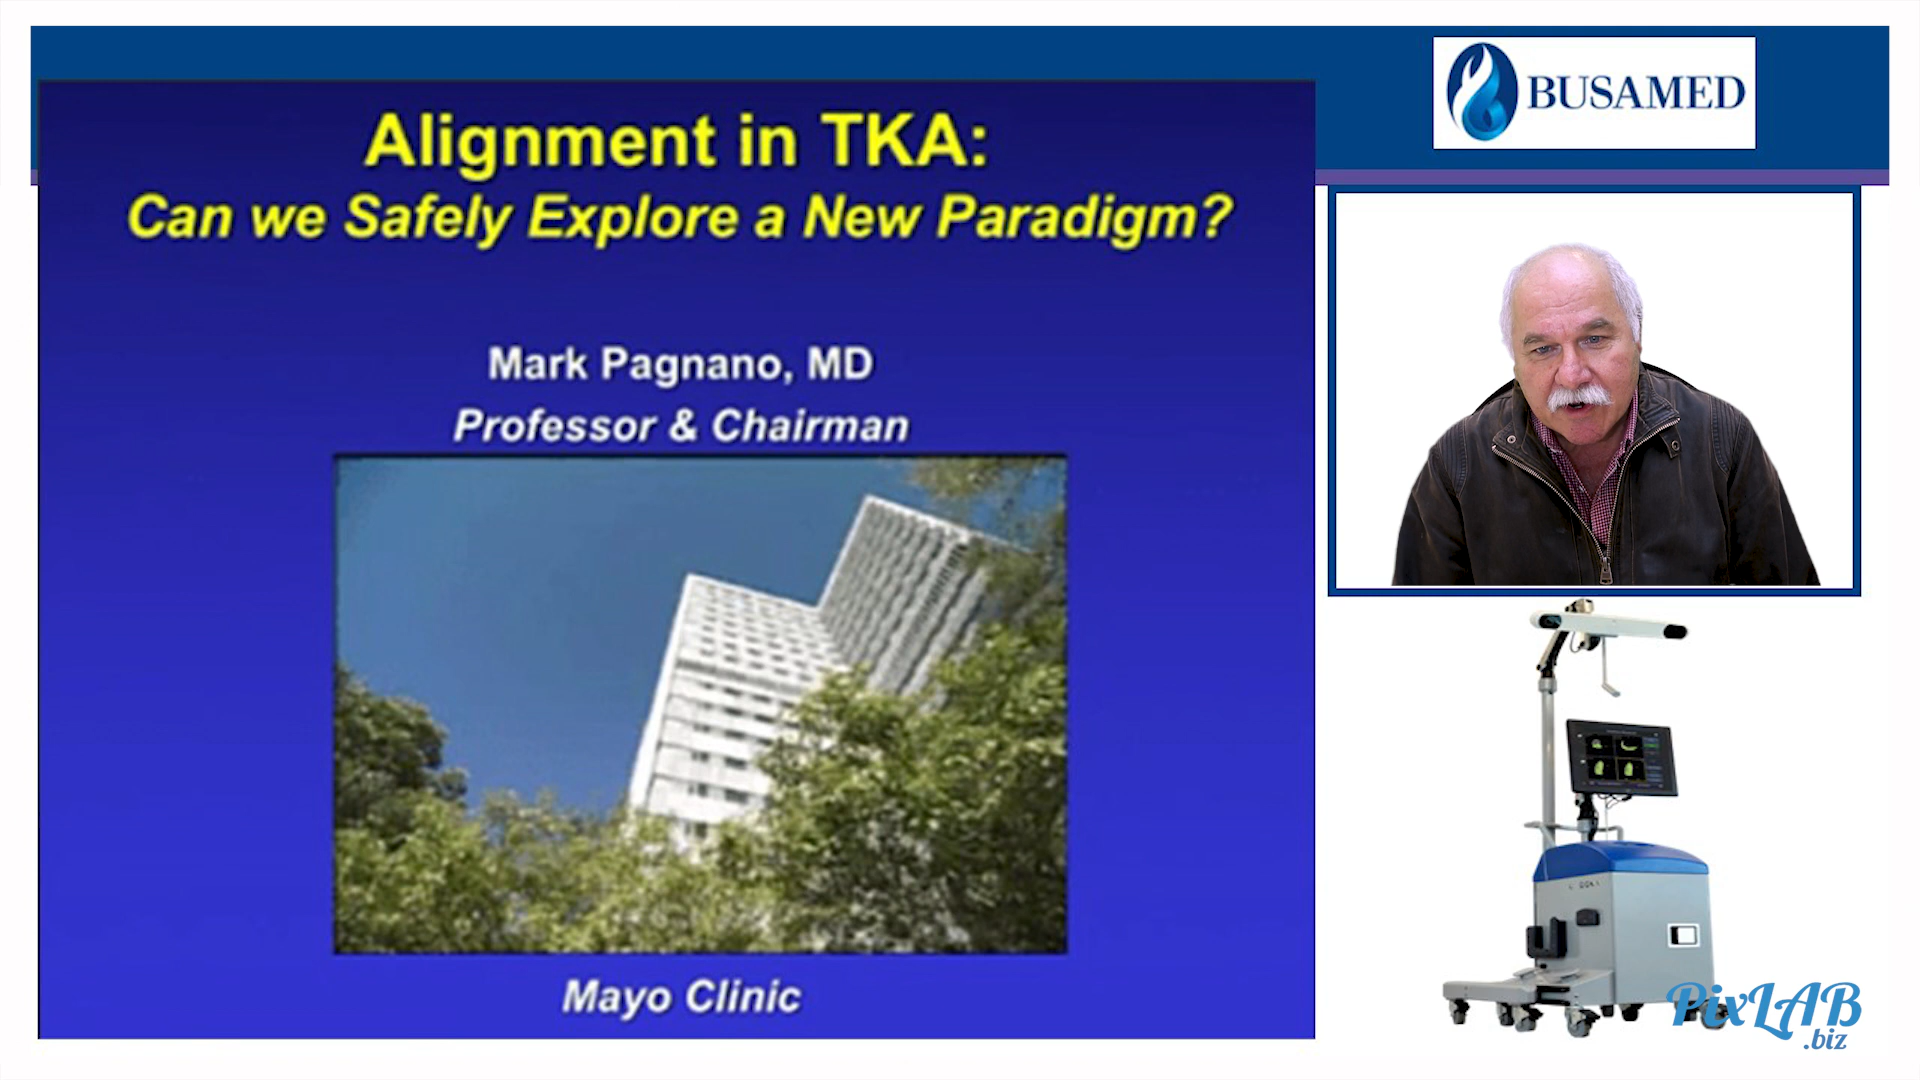 Alignment in TKA:
Can we Safely Explore a New Paradigm?
Mark Pagnano, MD
Professor & Chairman
Mayo Clinic
BUSAMED
PixLAB
.biz